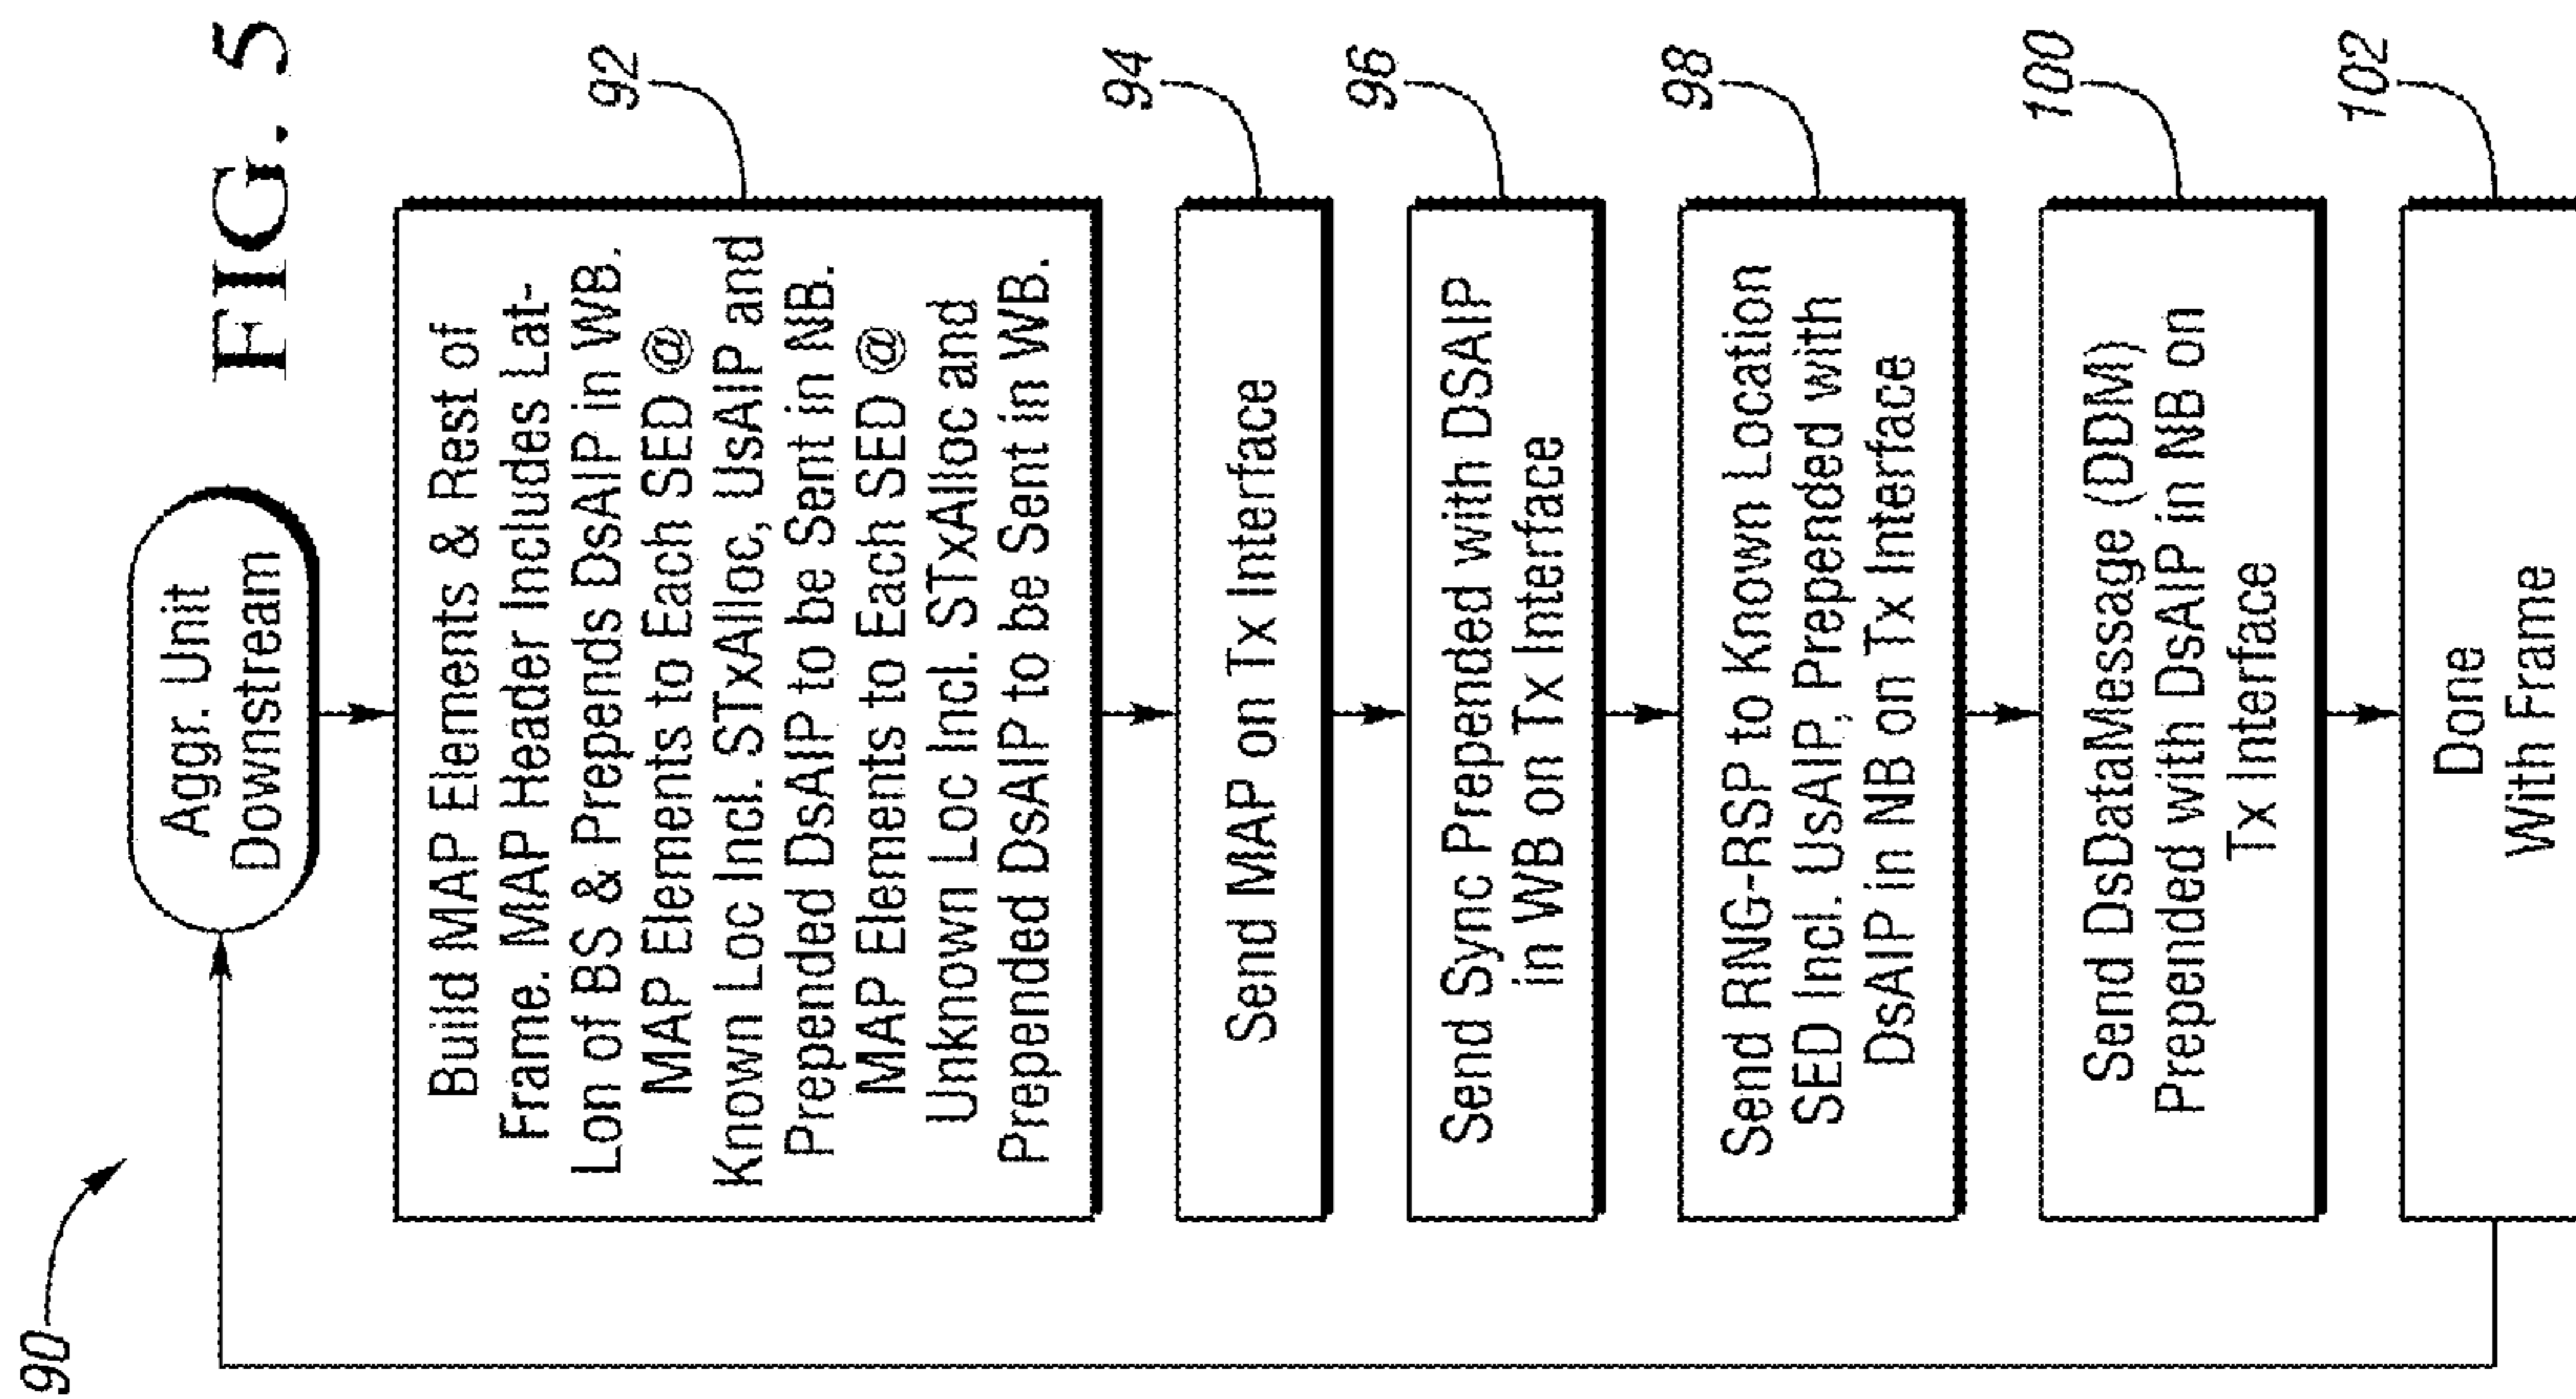 FIG. 5
90
Aggr. Unit
Downstream
92
Build MAP Elements & Rest of
Frame. MAP Header Includes Lat-
Lon of BS & Prepends DsAIP in WB.
MAP Elements to Each SED @
Known Loc Incl. STxAlloc, UsAIP and
Prepended DsAIP to be Sent in NB.
MAP Elements to Each SED @
Unknown Loc Incl. STxAlloc and
Prepended DsAIP to be Sent in WB.
94
Send MAP on Tx Interface
96
Send Sync Prepended with DSAIP
in WB on Tx Interface
98
Send RNG-RSP to Known Location
SED Incl. UsAIP, Prepended with
DsAIP in NB on Tx Interface
100
Send DsDataMessage (DDM)
Prepended with DsAIP in NB on
Tx Interface
102
Done
With Frame